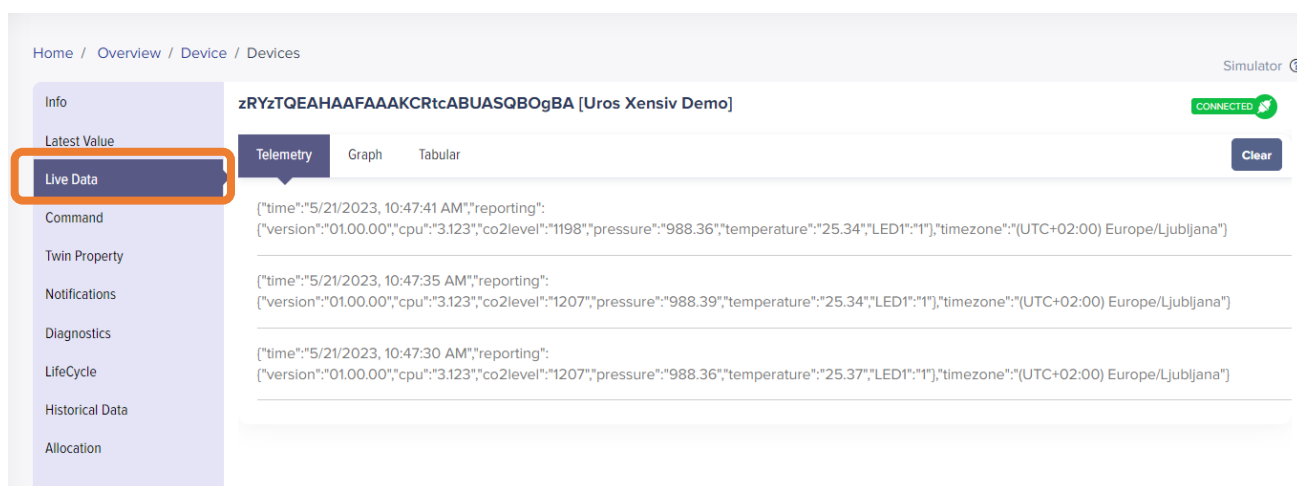 Home / Overview / Device / Devices
Simulator
Info
Latest Value
Live Data
Command
Twin Property
Notifications
Diagnostics
LifeCycle
Historical Data
Allocation
zRYzTQEAHAAFAAAKCRtcABUASQBOgBA [Uros Xensiv Demo]
CONNECTED
Telemetry Graph Tabular
Clear
{"time":"5/21/2023, 10:47:41 AM","reporting":
{"version":"01.00.00","cpu":"3.123","co2level":"1198","pressure":"988.36","temperature":"25.34","LED1":"1"},"timezone":"(UTC+02:00) Europe/Ljubljana"}
{"time":"5/21/2023, 10:47:35 AM","reporting":
{"version":"01.00.00","cpu":"3.123","co2level":"1207","pressure":"988.39","temperature":"25.34","LED1":"1"},"timezone":"(UTC+02:00) Europe/Ljubljana"}
{"time":"5/21/2023, 10:47:30 AM","reporting":
{"version":"01.00.00","cpu":"3.123","co2level":"1207","pressure":"988.36","temperature":"25.37","LED1":"1"},"timezone":"(UTC+02:00) Europe/Ljubljana"}